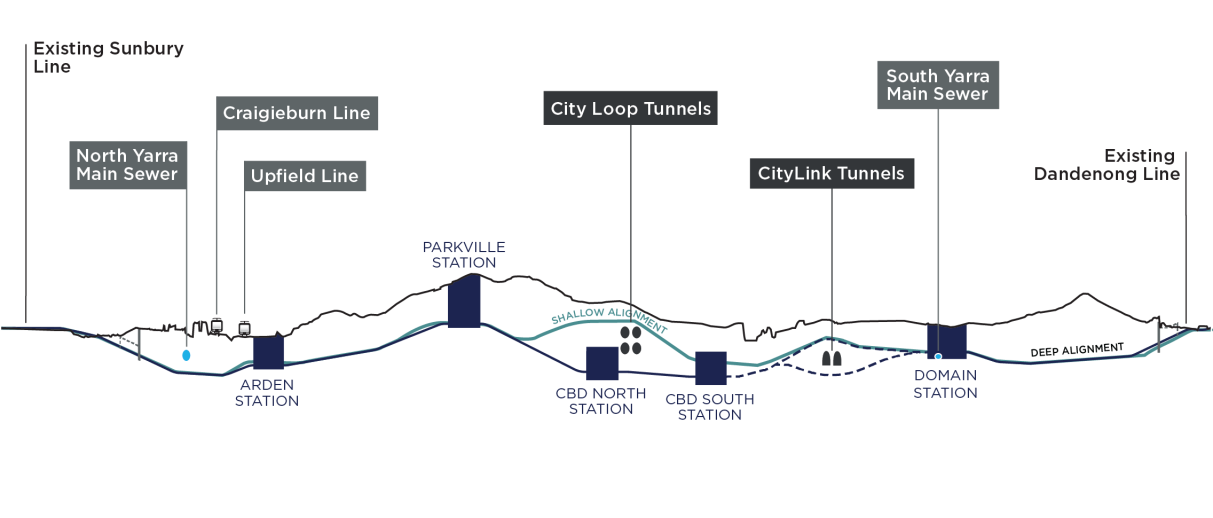 Existing Sunbury
Line
Craigieburn Line
North Yarra
Main Sewer
Upfield Line
City Loop Tunnels
South Yarra
Main Sewer
CityLink Tunnels
Existing
Dandenong Line
PARKVILLE
STATION
SHALLOW ALIGNMENT
DEEP ALIGNMENT
ARDEN
STATION
CBD NORTH
STATION
CBD SOUTH
STATION
DOMAIN
STATION